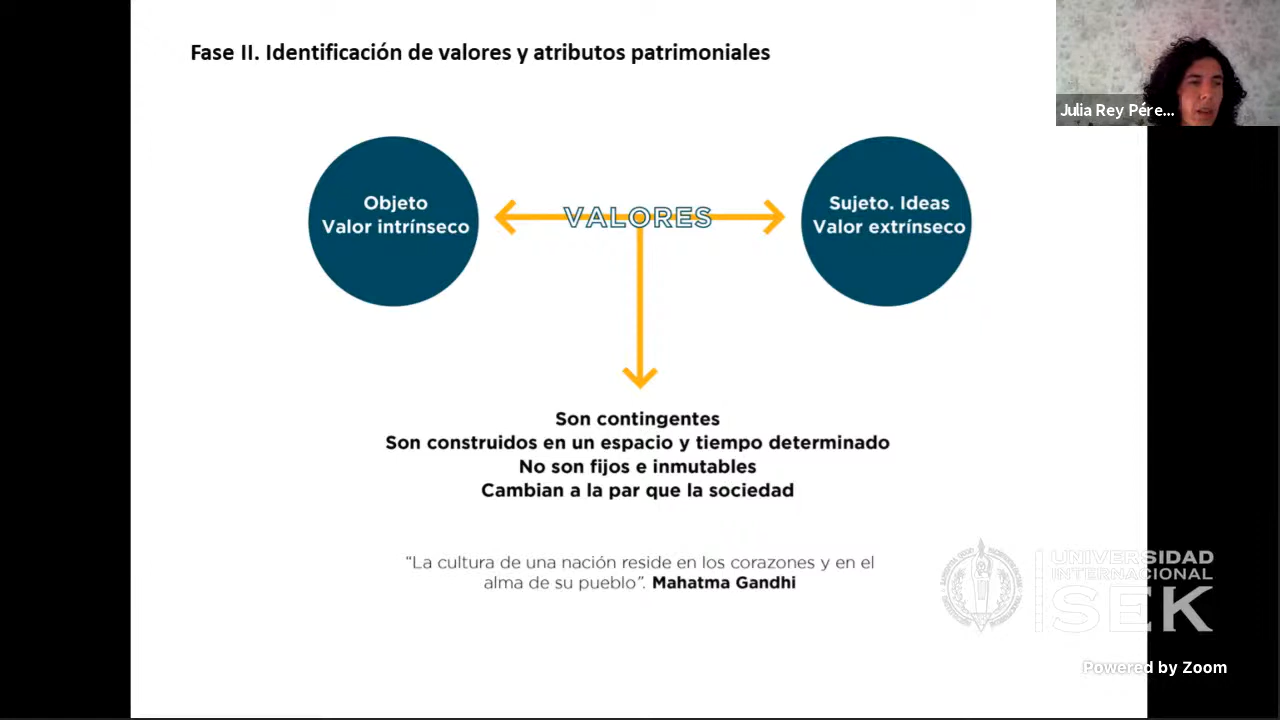 Fase II. Identificación de valores y atributos patrimoniales
Julia Rey Pére...
Objeto
Valor intrínseco
VALORES
Sujeto. Ideas
Valor extrínseco
Son contingentes
Son construidos en un espacio y tiempo determinado
No son fijos e inmutables
Cambian a la par que la sociedad
“La cultura de una nación reside en los corazones y en el
alma de su pueblo”. Mahatma Gandhi
UNIVERSIDAD
INTERNACIONAL
SEK
Powered by Zoom